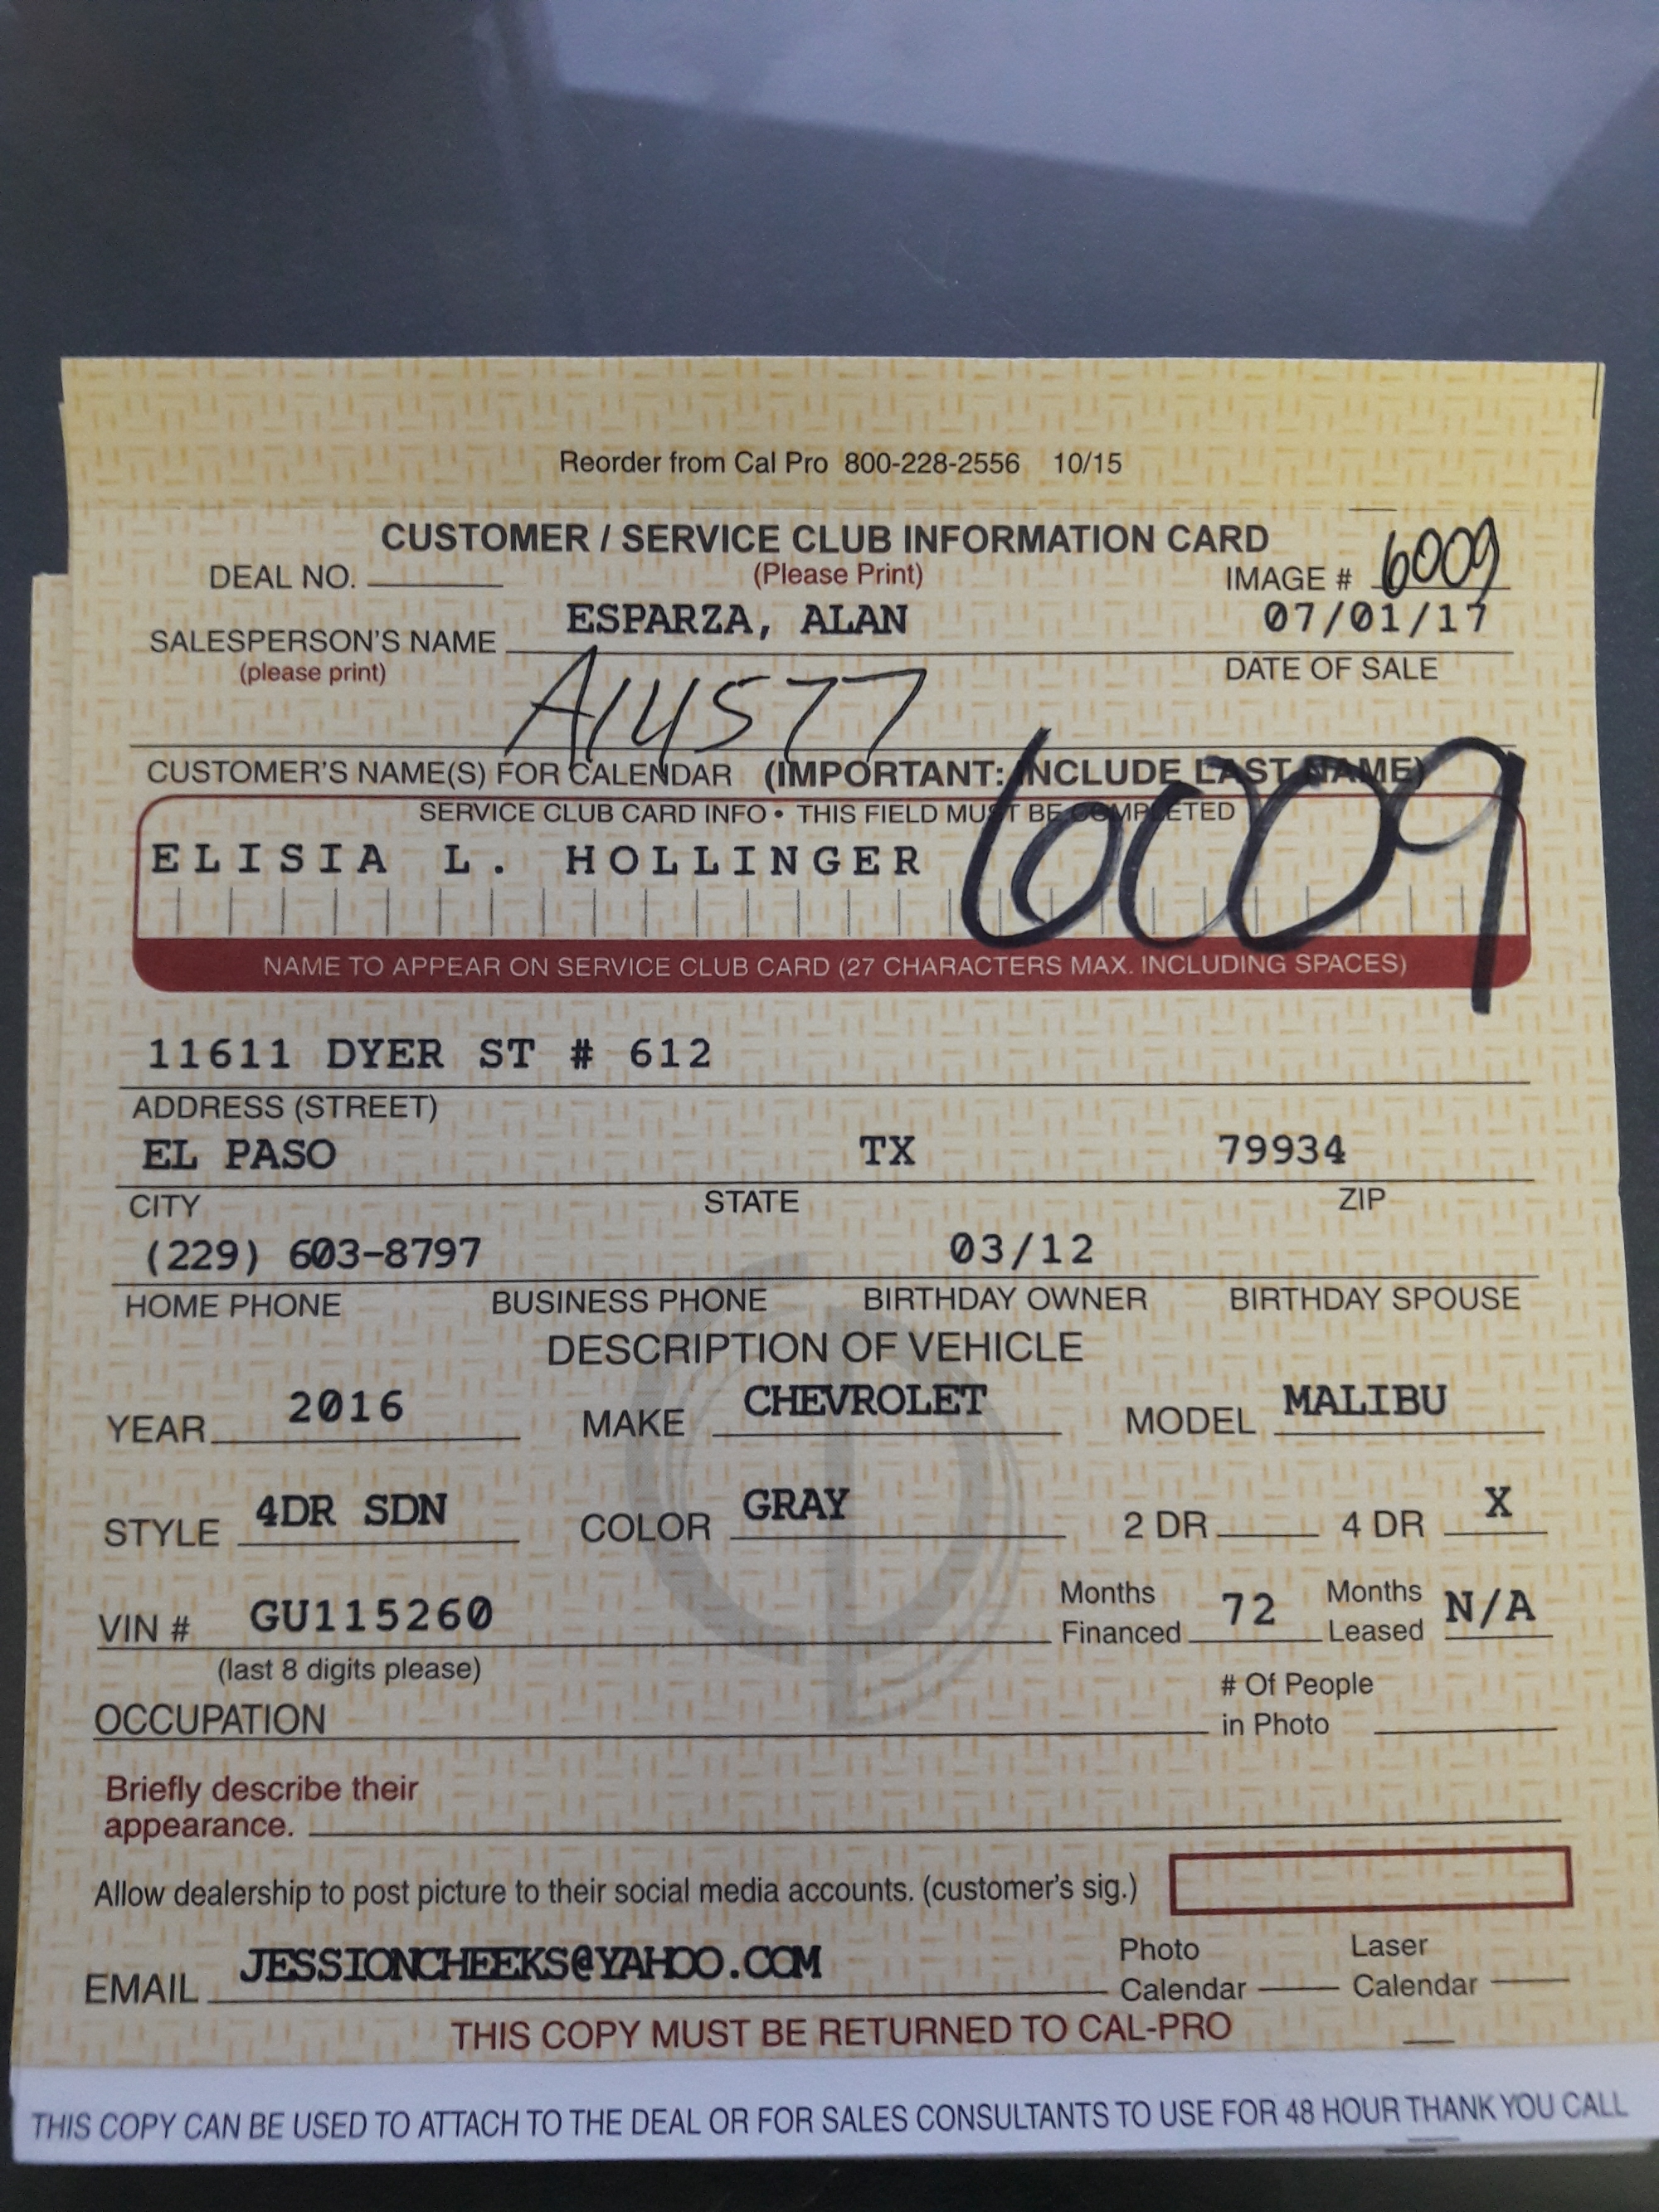 Reorder from Cal Pro 800-228-2556 10/15
CUSTOMER / SERVICE CLUB INFORMATION CARD
DEAL NO. (Please Print) IMAGE # 6009
SALESPERSON'S NAME ESPARZA, ALAN 07/01/17
(please print) DATE OF SALE
A14577
CUSTOMER'S NAME(S) FOR CALENDAR (IMPORTANT: INCLUDE LAST NAME)
SERVICE CLUB CARD INFO • THIS FIELD MUST BE COMPLETED
ELISIA L. HOLLINGER 6009
NAME TO APPEAR ON SERVICE CLUB CARD (27 CHARACTERS MAX. INCLUDING SPACES)
11611 DYER ST # 612
ADDRESS (STREET)
EL PASO TX 79934
CITY STATE ZIP
(229) 603-8797 03/12
HOME PHONE BUSINESS PHONE BIRTHDAY OWNER BIRTHDAY SPOUSE
DESCRIPTION OF VEHICLE
YEAR 2016 MAKE CHEVROLET MODEL MALIBU
STYLE 4DR SDN COLOR GRAY 2 DR 4 DR X
VIN # GU115260 Months Financed 72 Months Leased N/A
(last 8 digits please)
OCCUPATION # Of People in Photo
Briefly describe their
appearance.
Allow dealership to post picture to their social media accounts. (customer's sig.)
EMAIL JESSIONCHEEKS@YAHOO.COM Photo Calendar Laser Calendar
THIS COPY MUST BE RETURNED TO CAL-PRO
THIS COPY CAN BE USED TO ATTACH TO THE DEAL OR FOR SALES CONSULTANTS TO USE FOR 48 HOUR THANK YOU CALL